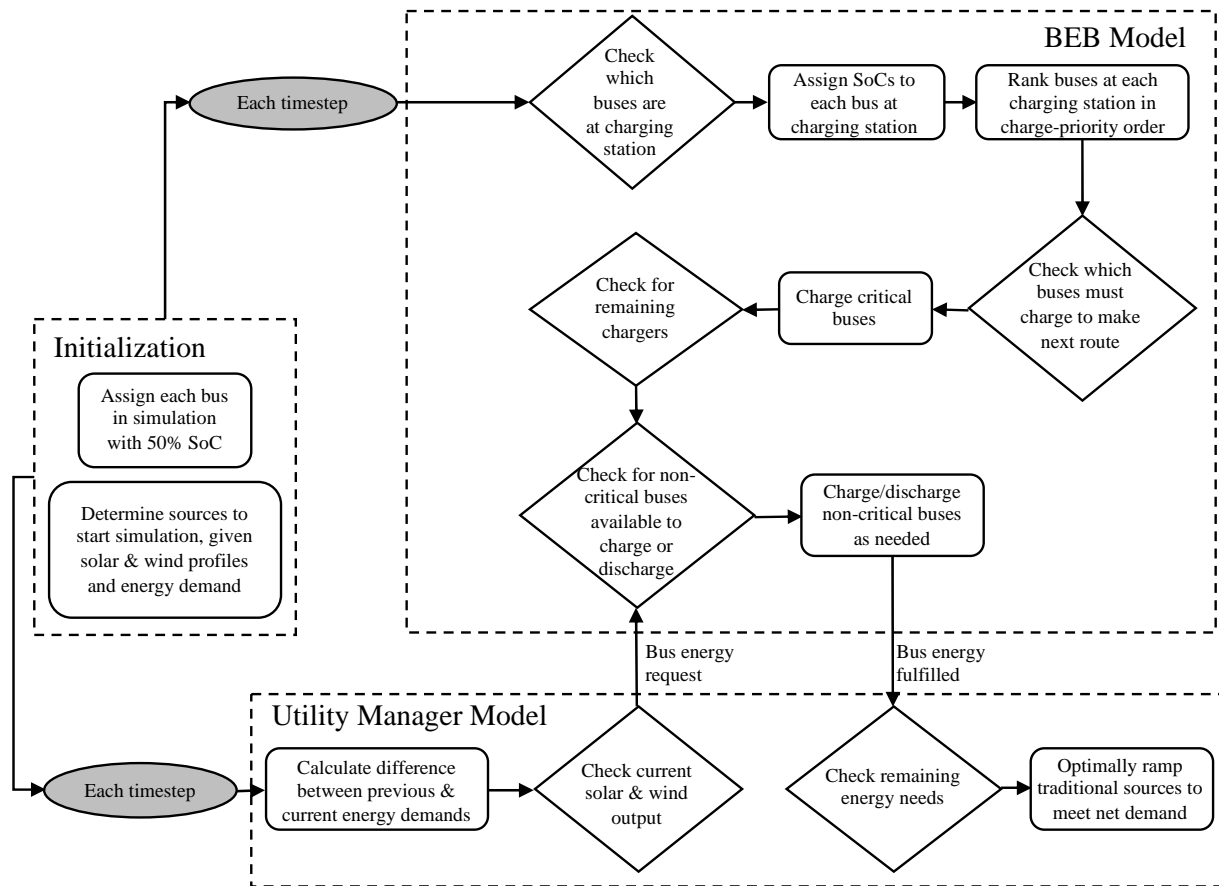 BEB Model
Each timestep
Check
which
buses are
at charging
station
Assign SoCs to
each bus at
charging station
Rank buses at each
charging station in
charge-priority order
Check which
buses must
charge to make
next route
Charge critical
buses
Check for
remaining
chargers
Initialization
Assign each bus
in simulation
with 50% SoC
Determine sources to
start simulation, given
solar & wind profiles
and energy demand
Check for non-
critical buses
available to
charge or
discharge
Charge/discharge
non-critical buses
as needed
Bus energy
request
Bus energy
fulfilled
Utility Manager Model
Each timestep
Calculate difference
between previous &
current energy demands
Check current
solar & wind
output
Check remaining
energy needs
Optimally ramp
traditional sources to
meet net demand